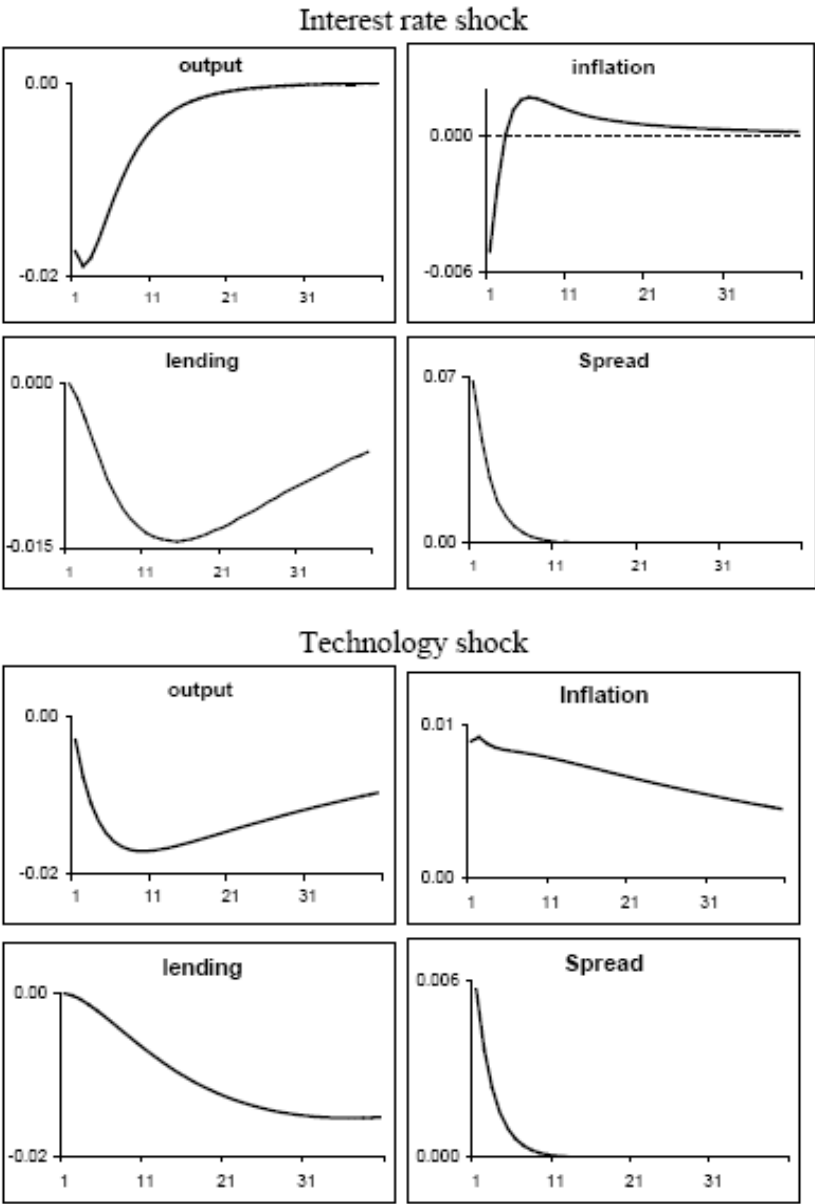 Interest rate shock
output
0.00
-0.02
1 11 21 31
inflation
0.000
-0.006
1 11 21 31
lending
0.000
-0.015
1 11 21 31
Spread
0.07
0.00
1 11 21 31
Technology shock
output
0.00
-0.02
1 11 21 31
Inflation
0.01
0.00
1 11 21 31
lending
0.00
-0.02
1 11 21 31
Spread
0.006
0.000
1 11 21 31